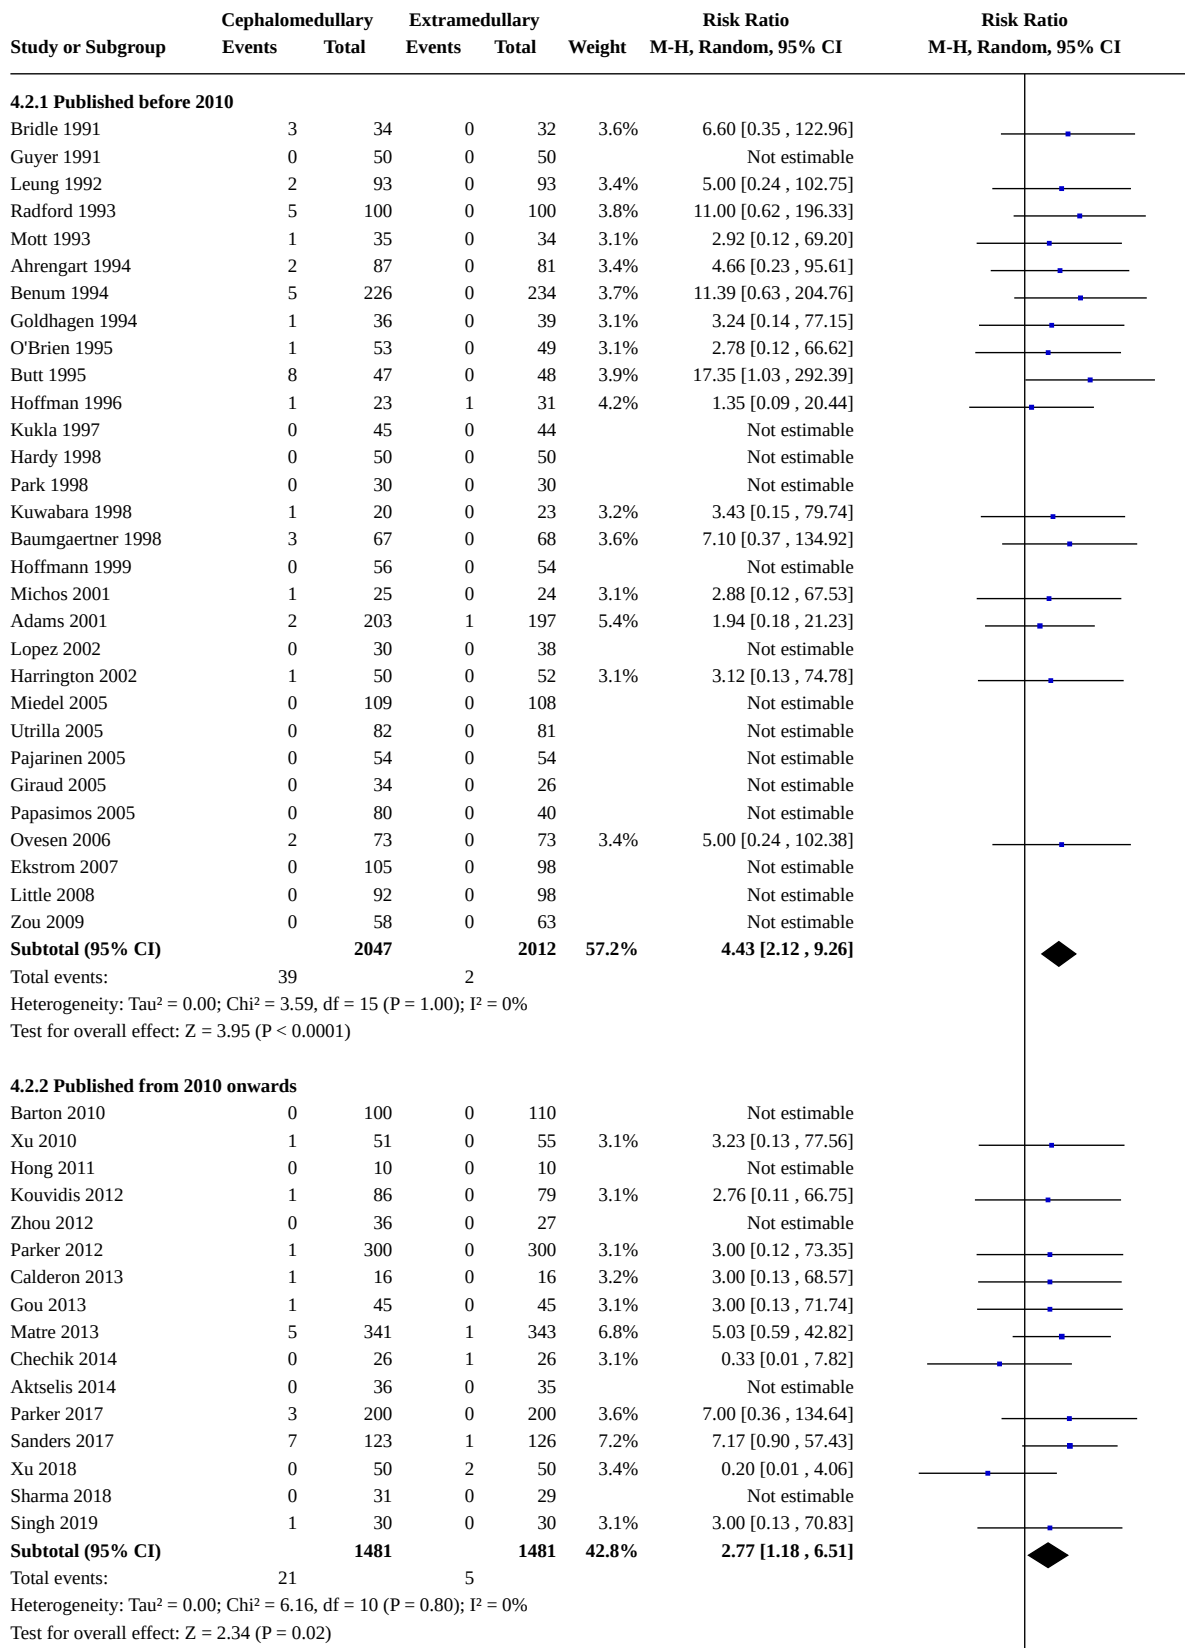 Cephalomedullary Extramedullary Risk Ratio Risk Ratio
Study or Subgroup Events Total Events Total Weight M-H, Random, 95% CI M-H, Random, 95% CI
4.2.1 Published before 2010
Bridle 1991 3 34 0 32 3.6% 6.60 [0.35 , 122.96]
Guyer 1991 0 50 0 50 Not estimable
Leung 1992 2 93 0 93 3.4% 5.00 [0.24 , 102.75]
Radford 1993 5 100 0 100 3.8% 11.00 [0.62 , 196.33]
Mott 1993 1 35 0 34 3.1% 2.92 [0.12 , 69.20]
Ahrengart 1994 2 87 0 81 3.4% 4.66 [0.23 , 95.61]
Benum 1994 5 226 0 234 3.7% 11.39 [0.63 , 204.76]
Goldhagen 1994 1 36 0 39 3.1% 3.24 [0.14 , 77.15]
O'Brien 1995 1 53 0 49 3.1% 2.78 [0.12 , 66.62]
Butt 1995 8 47 0 48 3.9% 17.35 [1.03 , 292.39]
Hoffman 1996 1 23 1 31 4.2% 1.35 [0.09 , 20.44]
Kukla 1997 0 45 0 44 Not estimable
Hardy 1998 0 50 0 50 Not estimable
Park 1998 0 30 0 30 Not estimable
Kuwabara 1998 1 20 0 23 3.2% 3.43 [0.15 , 79.74]
Baumgaertner 1998 3 67 0 68 3.6% 7.10 [0.37 , 134.92]
Hoffmann 1999 0 56 0 54 Not estimable
Michos 2001 1 25 0 24 3.1% 2.88 [0.12 , 67.53]
Adams 2001 2 203 1 197 5.4% 1.94 [0.18 , 21.23]
Lopez 2002 0 30 0 38 Not estimable
Harrington 2002 1 50 0 52 3.1% 3.12 [0.13 , 74.78]
Miedel 2005 0 109 0 108 Not estimable
Utrilla 2005 0 82 0 81 Not estimable
Pajarinen 2005 0 54 0 54 Not estimable
Giraud 2005 0 34 0 26 Not estimable
Papasimos 2005 0 80 0 40 Not estimable
Ovesen 2006 2 73 0 73 3.4% 5.00 [0.24 , 102.38]
Ekstrom 2007 0 105 0 98 Not estimable
Little 2008 0 92 0 98 Not estimable
Zou 2009 0 58 0 63 Not estimable
Subtotal (95% CI) 2047 2012 57.2% 4.43 [2.12 , 9.26]
Total events: 39 2
Heterogeneity: Tau² = 0.00; Chi² = 3.59, df = 15 (P = 1.00); I² = 0%
Test for overall effect: Z = 3.95 (P < 0.0001)
4.2.2 Published from 2010 onwards
Barton 2010 0 100 0 110 Not estimable
Xu 2010 1 51 0 55 3.1% 3.23 [0.13 , 77.56]
Hong 2011 0 10 0 10 Not estimable
Kouvidis 2012 1 86 0 79 3.1% 2.76 [0.11 , 66.75]
Zhou 2012 0 36 0 27 Not estimable
Parker 2012 1 300 0 300 3.1% 3.00 [0.12 , 73.35]
Calderon 2013 1 16 0 16 3.2% 3.00 [0.13 , 68.57]
Gou 2013 1 45 0 45 3.1% 3.00 [0.13 , 71.74]
Matre 2013 5 341 1 343 6.8% 5.03 [0.59 , 42.82]
Chechik 2014 0 26 1 26 3.1% 0.33 [0.01 , 7.82]
Aktselis 2014 0 36 0 35 Not estimable
Parker 2017 3 200 0 200 3.6% 7.00 [0.36 , 134.64]
Sanders 2017 7 123 1 126 7.2% 7.17 [0.90 , 57.43]
Xu 2018 0 50 2 50 3.4% 0.20 [0.01 , 4.06]
Sharma 2018 0 31 0 29 Not estimable
Singh 2019 1 30 0 30 3.1% 3.00 [0.13 , 70.83]
Subtotal (95% CI) 1481 1481 42.8% 2.77 [1.18 , 6.51]
Total events: 21 5
Heterogeneity: Tau² = 0.00; Chi² = 6.16, df = 10 (P = 0.80); I² = 0%
Test for overall effect: Z = 2.34 (P = 0.02)